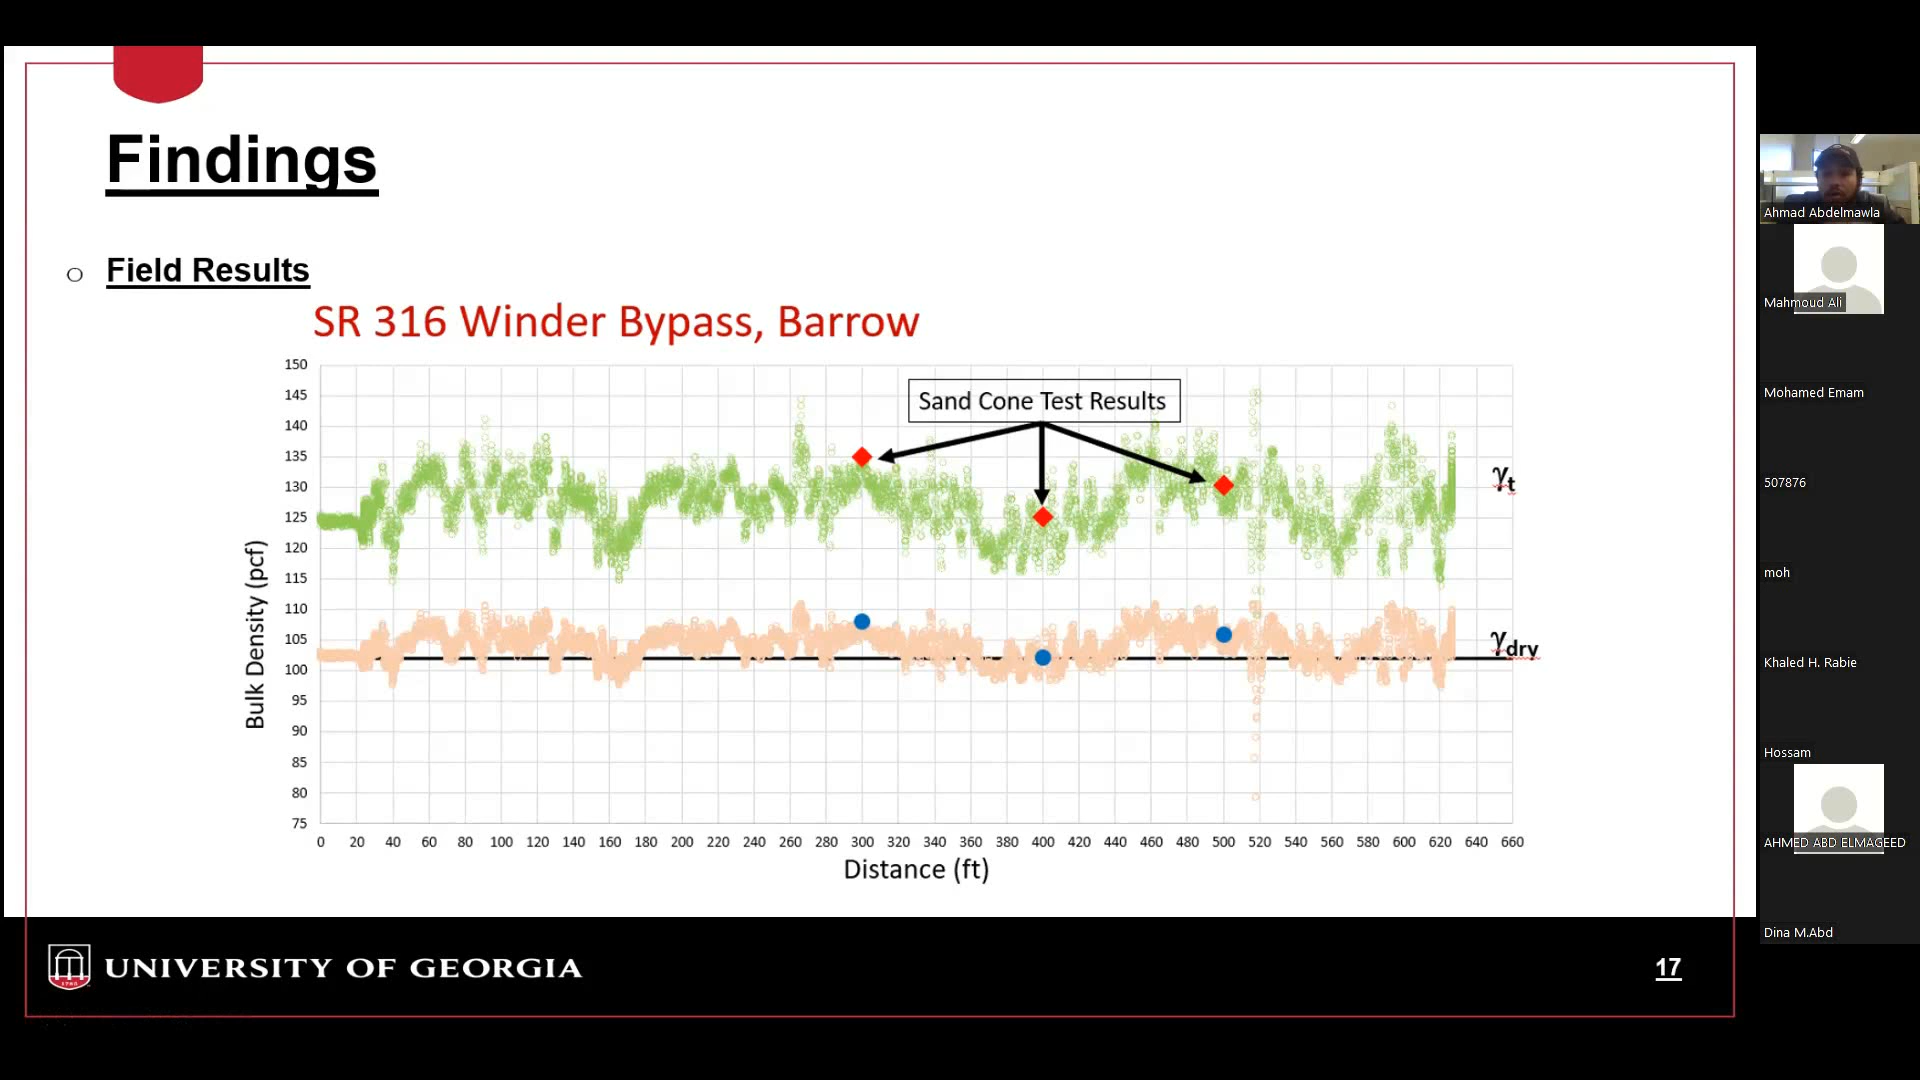 Findings
o Field Results
SR 316 Winder Bypass, Barrow
150
145
140
135
130
125
120
115
110
105
100
95
90
85
80
75
Bulk Density (pcf)
Sand Cone Test Results
γt
γdry
0 20 40 60 80 100 120 140 160 180 200 220 240 260 280 300 320 340 360 380 400 420 440 460 480 500 520 540 560 580 600 620 640 660
Distance (ft)
UNIVERSITY OF GEORGIA
17
Ahmad Abdelmawla
Mahmoud Ali
Mohamed Emam
507876
moh
Khaled H. Rabie
Hossam
AHMED ABD ELMAGEED
Dina M.Abd